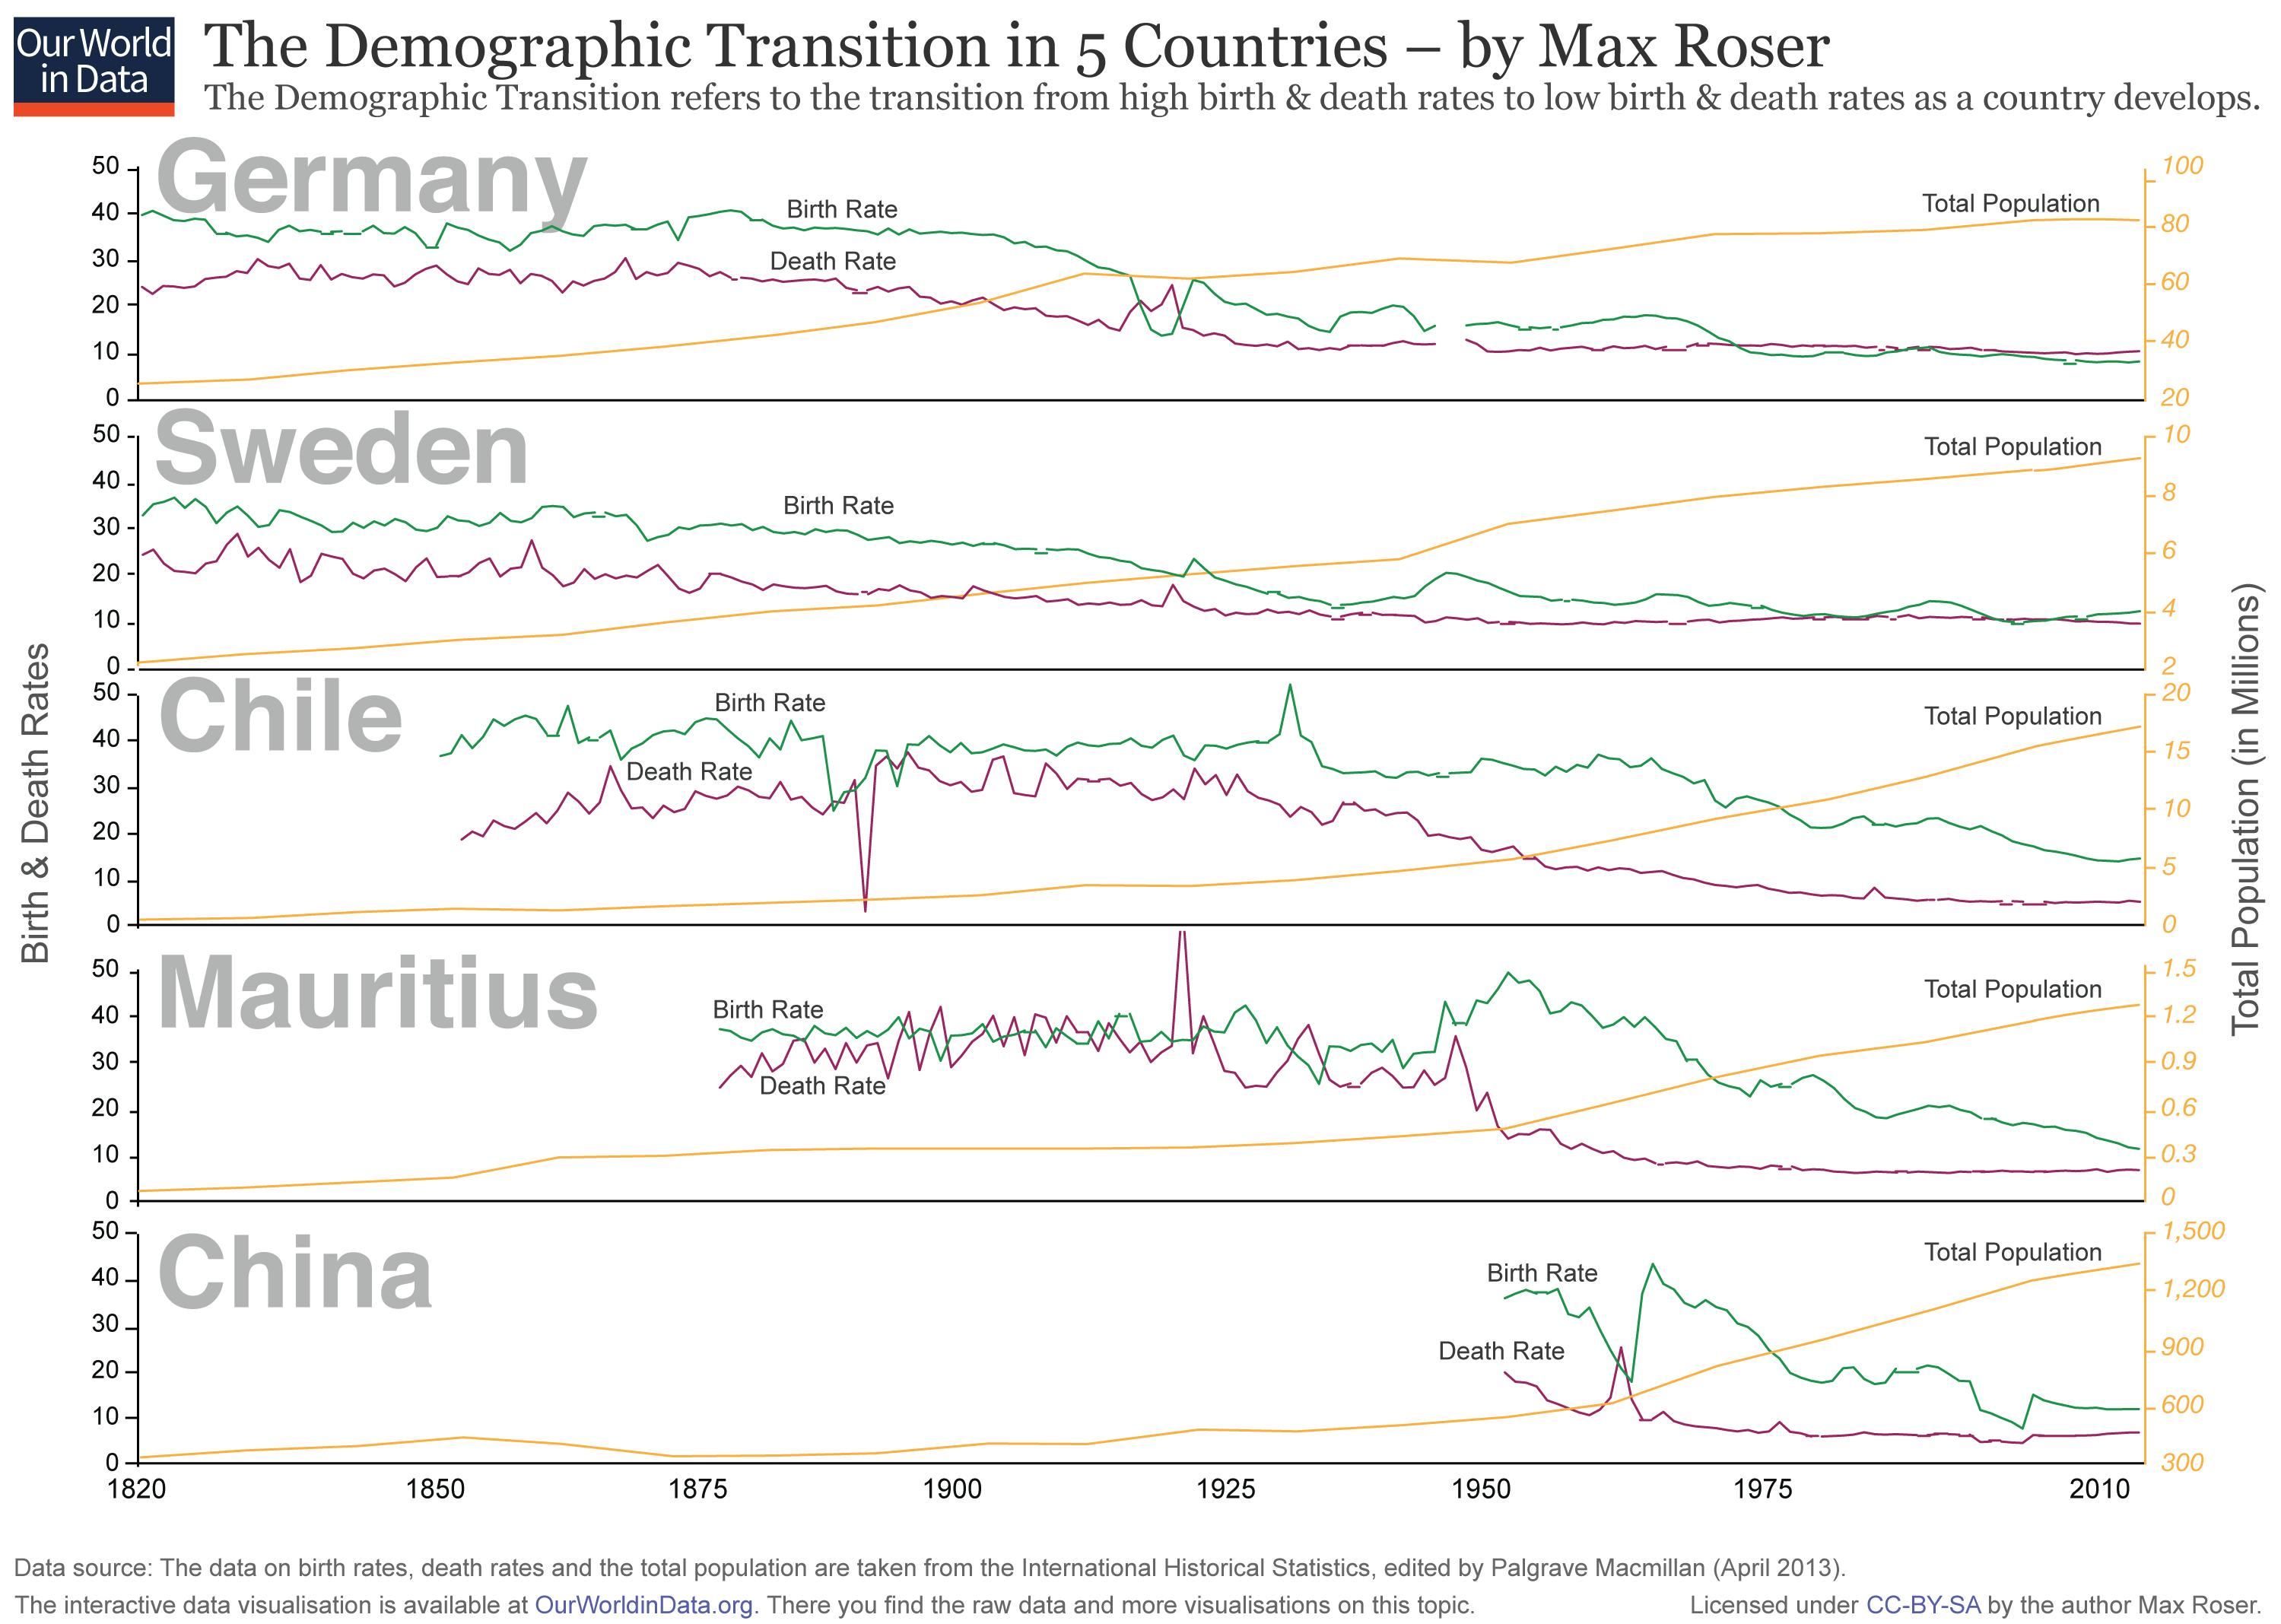 Our World
in Data
The Demographic Transition in 5 Countries – by Max Roser
The Demographic Transition refers to the transition from high birth & death rates to low birth & death rates as a country develops.
Birth & Death Rates
Total Population (in Millions)
Germany
50
40
30
20
10
0
Birth Rate
Death Rate
Total Population
100
80
60
40
20
Sweden
50
40
30
20
10
0
Birth Rate
Total Population
10
8
6
4
2
Chile
50
40
30
20
10
0
Birth Rate
Death Rate
Total Population
20
15
10
5
0
Mauritius
50
40
30
20
10
0
Birth Rate
Death Rate
Total Population
1.5
1.2
0.9
0.6
0.3
0
China
50
40
30
20
10
0
Birth Rate
Death Rate
Total Population
1,500
1,200
900
600
300
1820 1850 1875 1900 1925 1950 1975 2010
Data source: The data on birth rates, death rates and the total population are taken from the International Historical Statistics, edited by Palgrave Macmillan (April 2013).
The interactive data visualisation is available at OurWorldinData.org. There you find the raw data and more visualisations on this topic.
Licensed under CC-BY-SA by the author Max Roser.